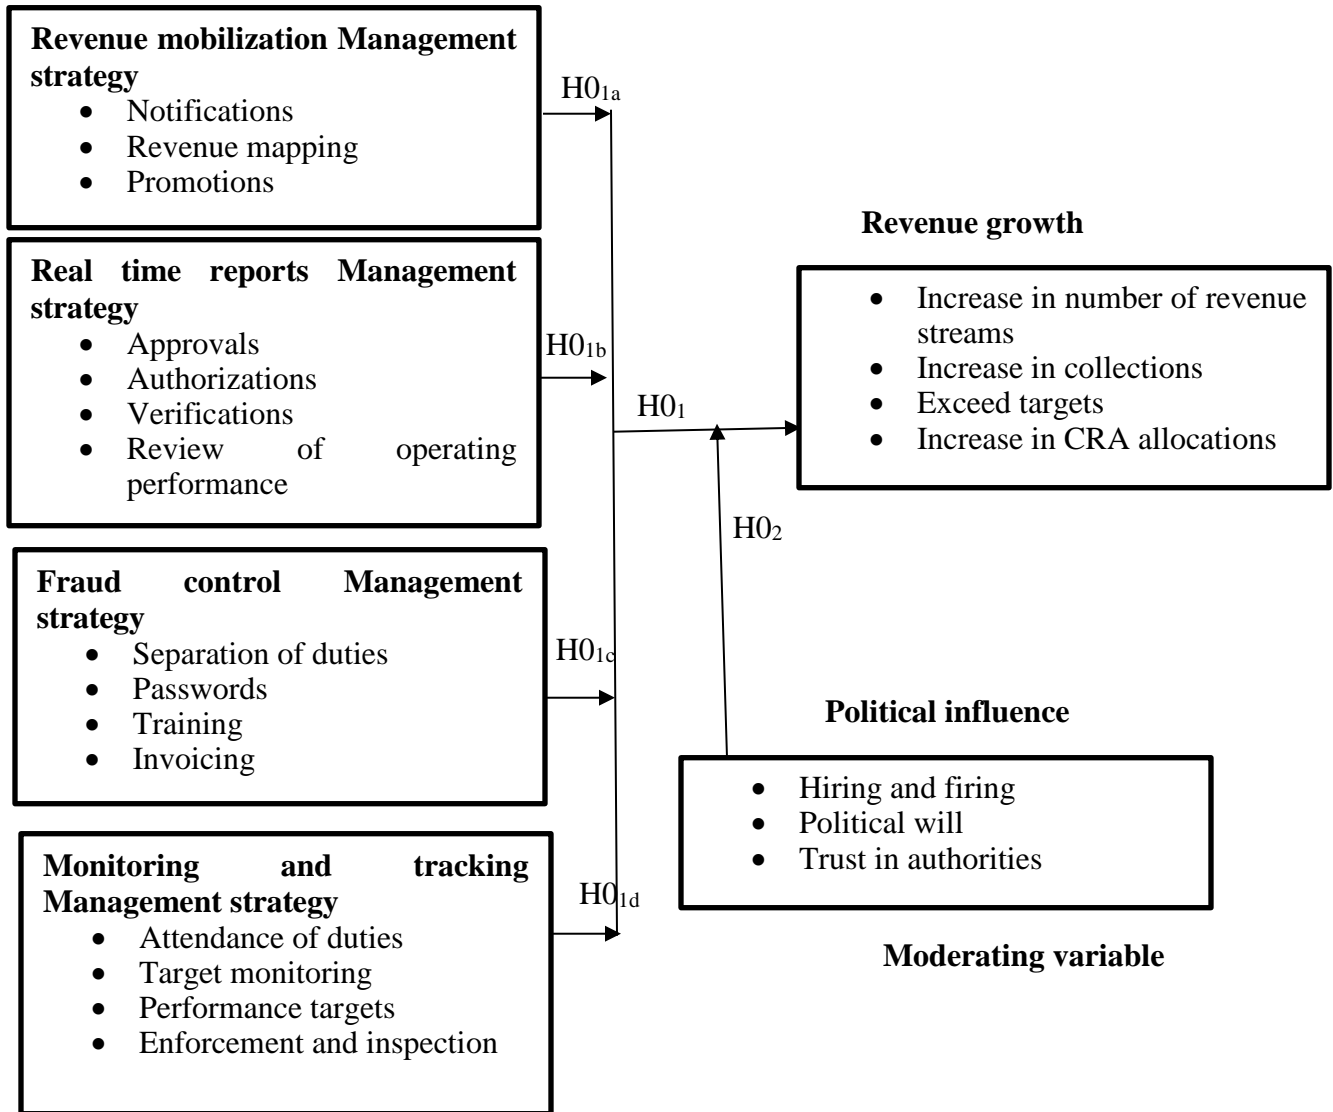 Revenue mobilization Management
strategy
• Notifications
• Revenue mapping
• Promotions
H0₁ₐ
Real time reports Management
strategy
• Approvals
• Authorizations
• Verifications
• Review of operating
performance
H0₁b
Fraud control Management
strategy
• Separation of duties
• Passwords
• Training
• Invoicing
H0₁c
Monitoring and tracking
Management strategy
• Attendance of duties
• Target monitoring
• Performance targets
• Enforcement and inspection
H0₁d
H0₁
Revenue growth
• Increase in number of revenue
streams
• Increase in collections
• Exceed targets
• Increase in CRA allocations
H0₂
Political influence
• Hiring and firing
• Political will
• Trust in authorities
Moderating variable